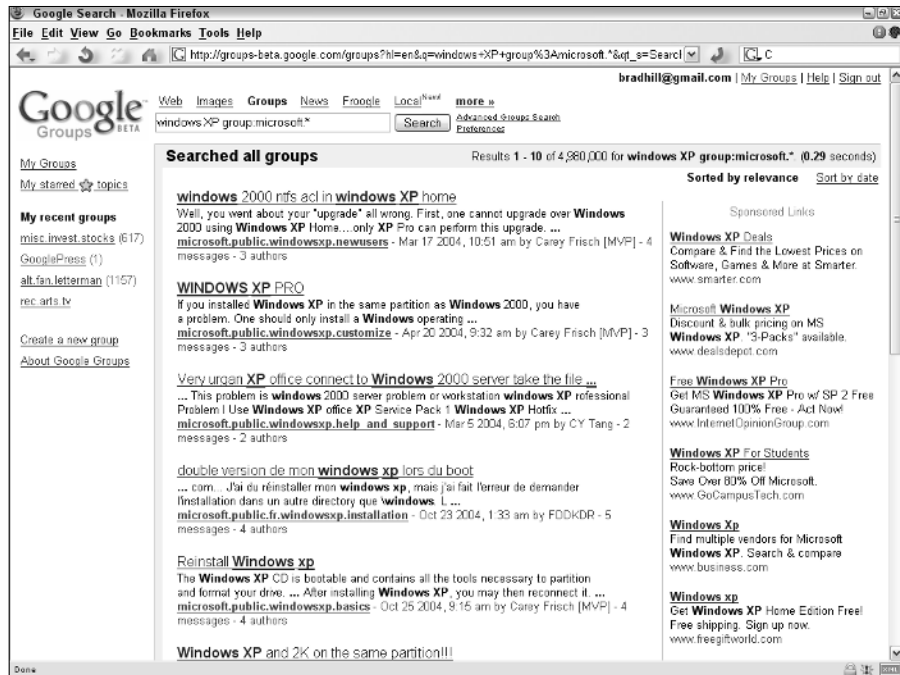 Google Search - Mozilla Firefox
File Edit View Go Bookmarks Tools Help
http://groups-beta.google.com/groups?hl=en&q=windows+XP+group%3Amicrosoft.*&qt_s=Searcl
C
bradhill@gmail.com | My Groups | Help | Sign out
Google Groups BETA
Web Images Groups News Froogle Local New! more »
windows XP group:microsoft.*
Search
Advanced Groups Search
Preferences
My Groups
My starred topics
My recent groups
misc.invest.stocks (617)
GooglePress (1)
alt.fan.letterman (1157)
rec.arts.tv
Create a new group
About Google Groups
Searched all groups
Results 1 - 10 of 4,980,000 for windows XP group:microsoft.*. (0.29 seconds)
Sorted by relevance Sort by date
windows 2000 ntfs acl in windows XP home
Well, you went about your "upgrade" all wrong. First, one cannot upgrade over Windows
2000 using Windows XP Home....only XP Pro can perform this upgrade. ...
microsoft.public.windowsxp.newusers - Mar 17 2004, 10:51 am by Carey Frisch [MVP] - 4
messages - 3 authors
WINDOWS XP PRO
If you installed Windows XP in the same partition as Windows 2000, you have
a problem. One should only install a Windows operating ...
microsoft.public.windowsxp.customize - Apr 20 2004, 9:32 am by Carey Frisch [MVP] - 3
messages - 3 authors
Very urgan XP office connect to Windows 2000 server take the file ...
... This problem is windows 2000 server problem or workstation windows XP rofessional
Problem I Use Windows XP office XP Service Pack 1 Windows XP Hotfix ...
microsoft.public.windowsxp.help_and_support - Mar 5 2004, 6:07 pm by CY Tang - 2
messages - 2 authors
double version de mon windows xp lors du boot
... com... J'ai du réinstaller mon windows xp, mais j'ai fait l'erreur de demander
l'installation dans un autre directory que \windows. L ...
microsoft.public.fr.windowsxp.installation - Oct 23 2004, 1:33 am by FDDKDR - 5
messages - 4 authors
Reinstall Windows xp
The Windows XP CD is bootable and contains all the tools necessary to partition
and format your drive. ... After installing Windows XP, you may then reconnect it. ...
microsoft.public.windowsxp.basics - Oct 25 2004, 9:15 am by Carey Frisch [MVP] - 4
messages - 4 authors
Windows XP and 2K on the same partition!!!
Sponsored Links
Windows XP Deals
Compare & Find the Lowest Prices on
Software, Games & More at Smarter.
www.smarter.com
Microsoft Windows XP
Discount & bulk pricing on MS
Windows XP. "3-Packs" available.
www.dealsdepot.com
Free Windows XP Pro
Get MS Windows XP Pro w/ SP 2 Free
Guaranteed 100% Free - Act Now!
www.InternetOpinionGroup.com
Windows XP For Students
Rock-bottom price!
Save Over 80% Off Microsoft.
www.GoCampusTech.com
Windows Xp
Find multiple vendors for Microsoft
Windows XP. Search & compare
www.business.com
Windows xp
Get Windows XP Home Edition Free!
Free shipping. Sign up now.
www.freegiftworld.com
Done